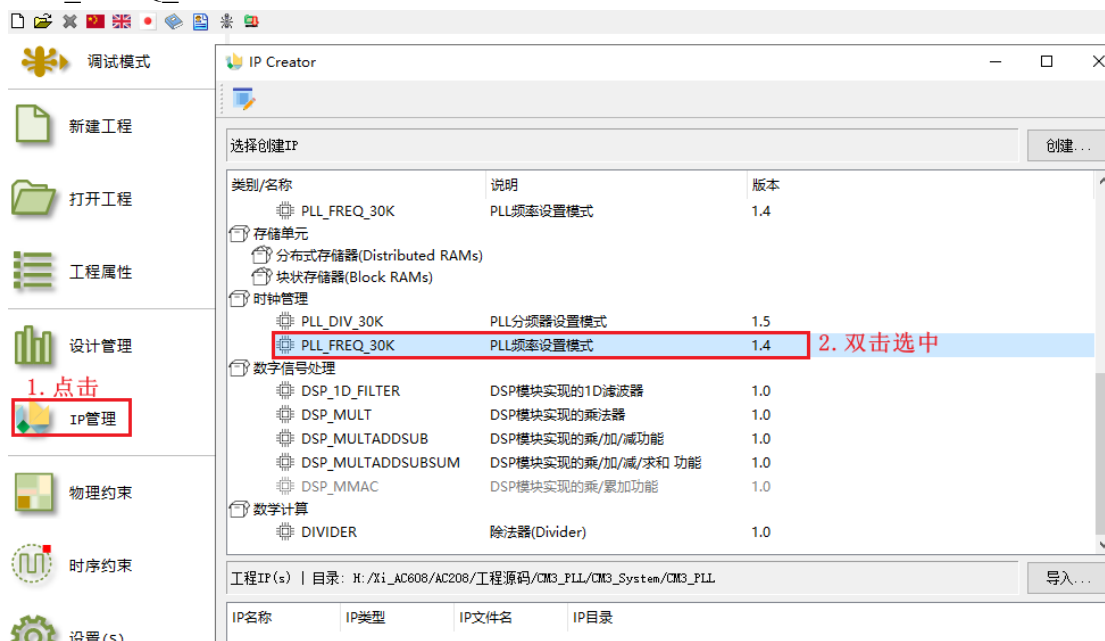 调试模式
IP Creator
新建工程
选择创建IP
创建...
类别/名称 说明 版本
PLL_FREQ_30K PLL频率设置模式 1.4
打开工程
存储单元
分布式存储器(Distributed RAMs)
块状存储器(Block RAMs)
工程属性
时钟管理
PLL_DIV_30K PLL分频器设置模式 1.5
设计管理
PLL_FREQ_30K PLL频率设置模式 1.4 2.双击选中
数字信号处理
1.点击
DSP_1D_FILTER DSP模块实现的1D滤波器 1.0
IP管理
DSP_MULT DSP模块实现的乘法器 1.0
DSP_MULTADDSUB DSP模块实现的乘/加/减功能 1.0
DSP_MULTADDSUBSUM DSP模块实现的乘/加/减/求和 功能 1.0
物理约束
DSP_MMAC DSP模块实现的乘/累加功能 1.0
数学计算
DIVIDER 除法器(Divider) 1.0
时序约束
工程IP(s) | 目录: H:/Xi_AC608/AC208/工程源码/CM3_PLL/CM3_System/CM3_PLL
导入...
IP名称 IP类型 IP文件名 IP目录
设置(S)